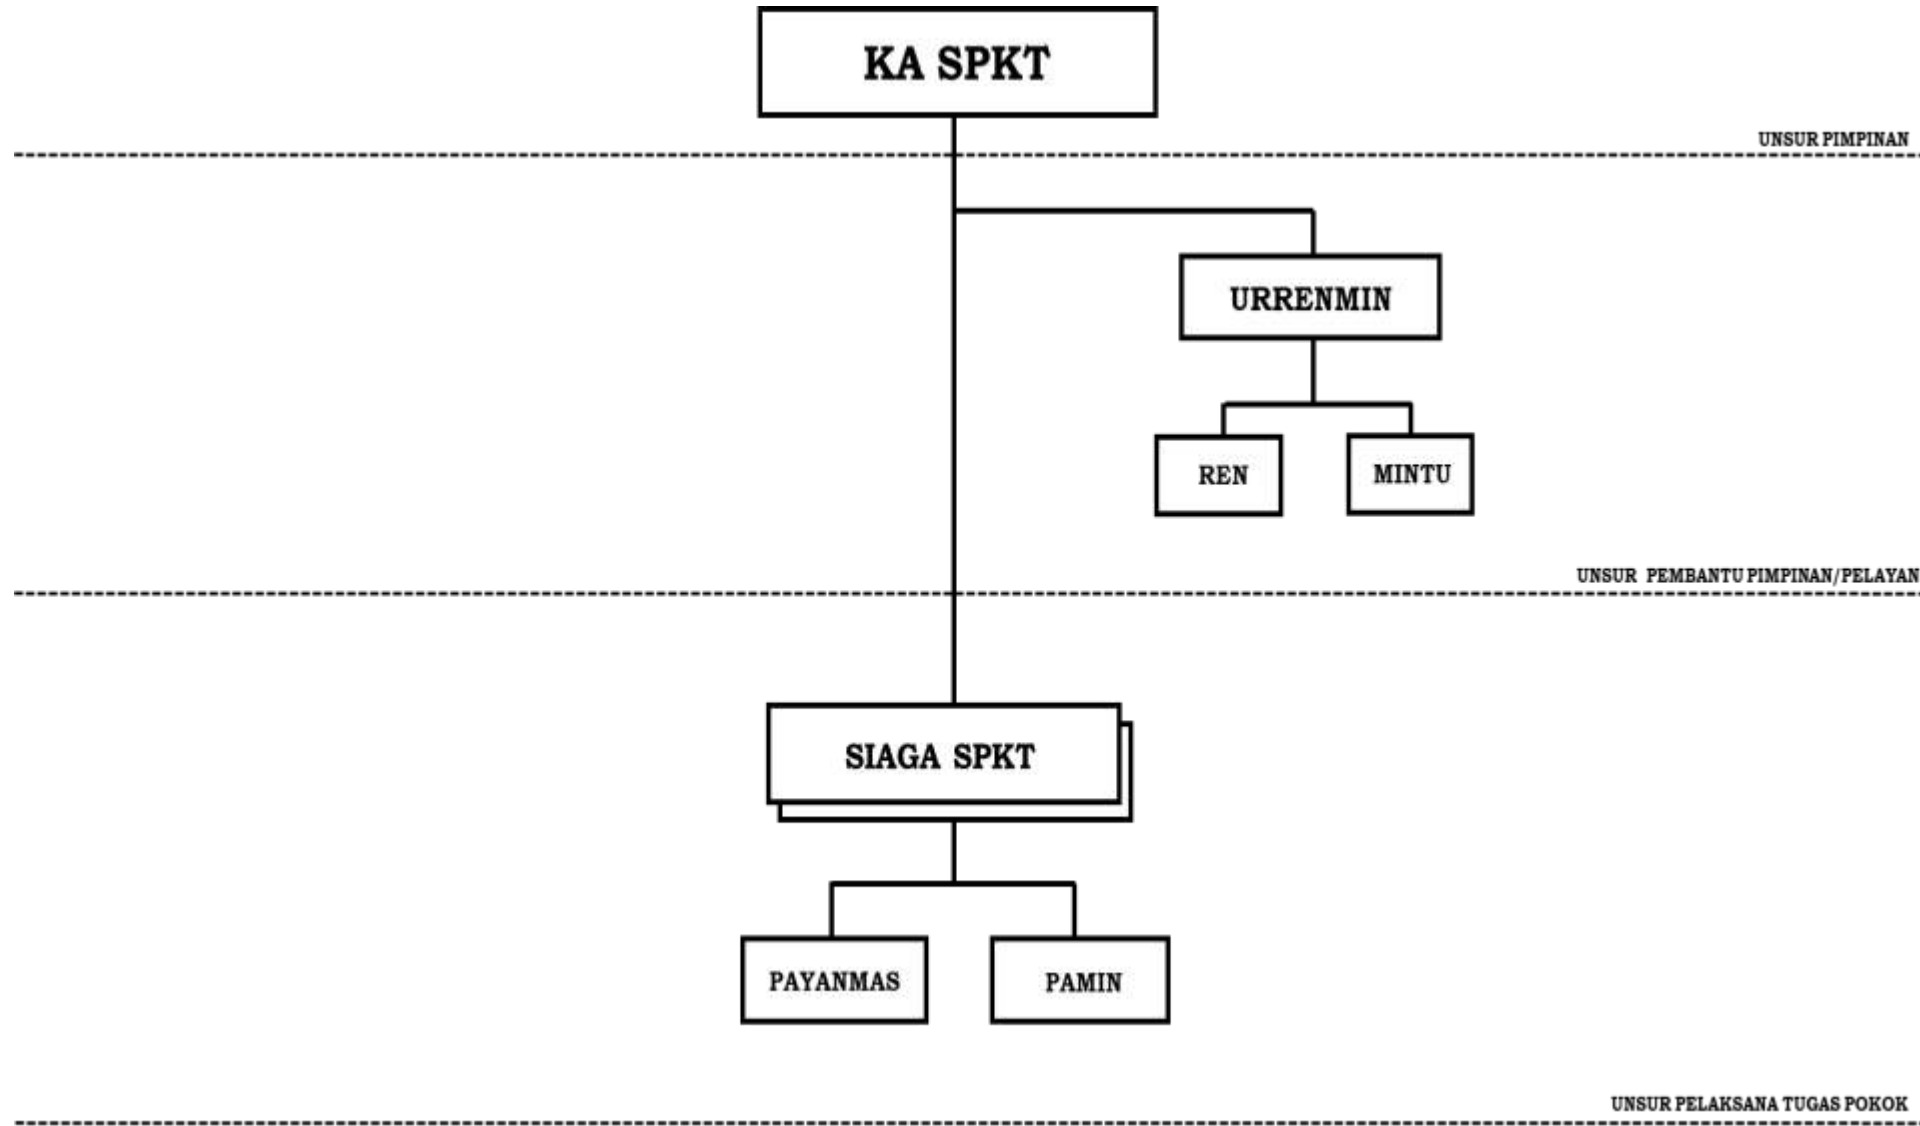 KA SPKT
UNSUR PIMPINAN
URRENMIN
REN
MINTU
UNSUR PEMBANTU PIMPINAN/PELAYAN
SIAGA SPKT
PAYANMAS
PAMIN
UNSUR PELAKSANA TUGAS POKOK